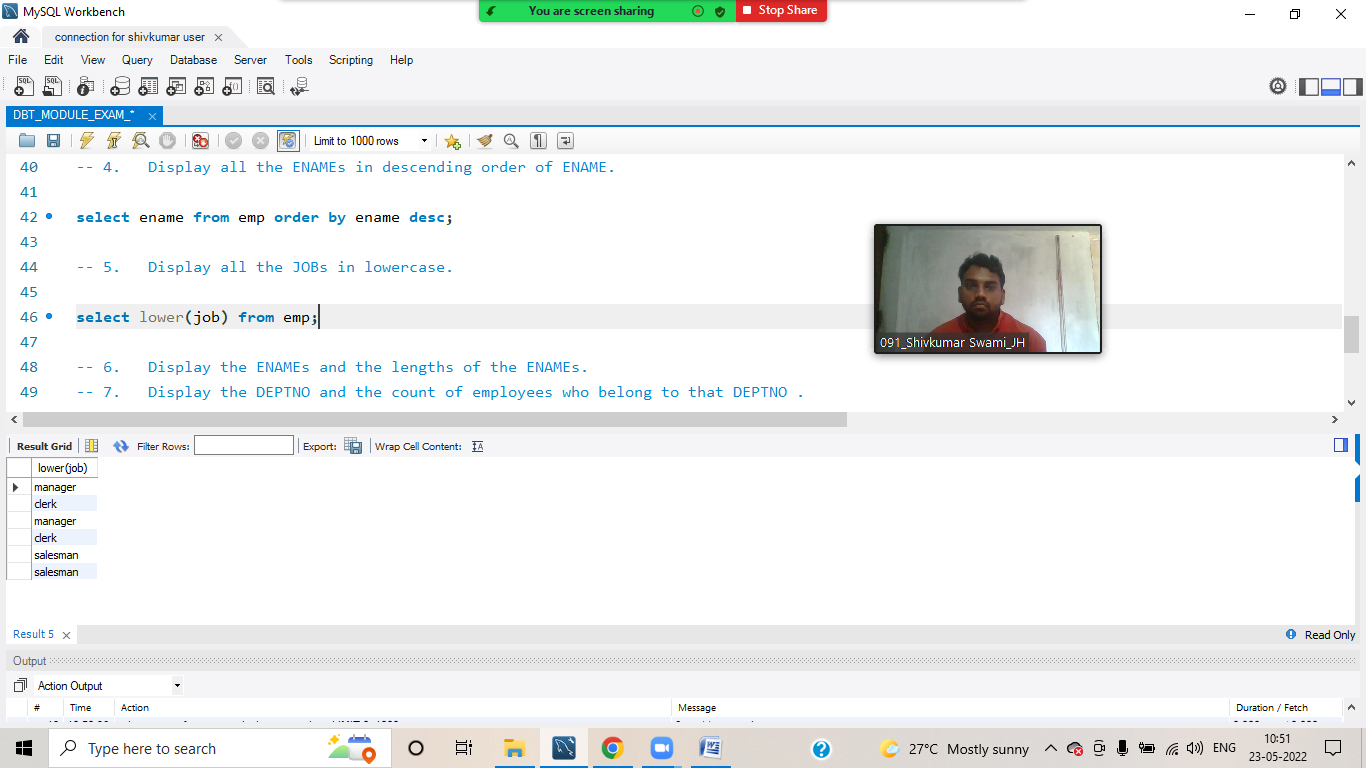 MySQL Workbench
You are screen sharing
Stop Share
connection for shivkumar user
File Edit View Query Database Server Tools Scripting Help
DBT_MODULE_EXAM_*
Limit to 1000 rows
40 -- 4. Display all the ENAMEs in descending order of ENAME.
41
42 select ename from emp order by ename desc;
43
44 -- 5. Display all the JOBs in lowercase.
45
46 select lower(job) from emp;
47
48 -- 6. Display the ENAMEs and the lengths of the ENAMEs.
49 -- 7. Display the DEPTNO and the count of employees who belong to that DEPTNO .
091_Shivkumar Swami_JH
Result Grid Filter Rows: Export: Wrap Cell Content:
lower(job)
manager
clerk
manager
clerk
salesman
salesman
Result 5
Read Only
Output
Action Output
# Time Action Message Duration / Fetch
Type here to search
27°C Mostly sunny
ENG
10:51
23-05-2022